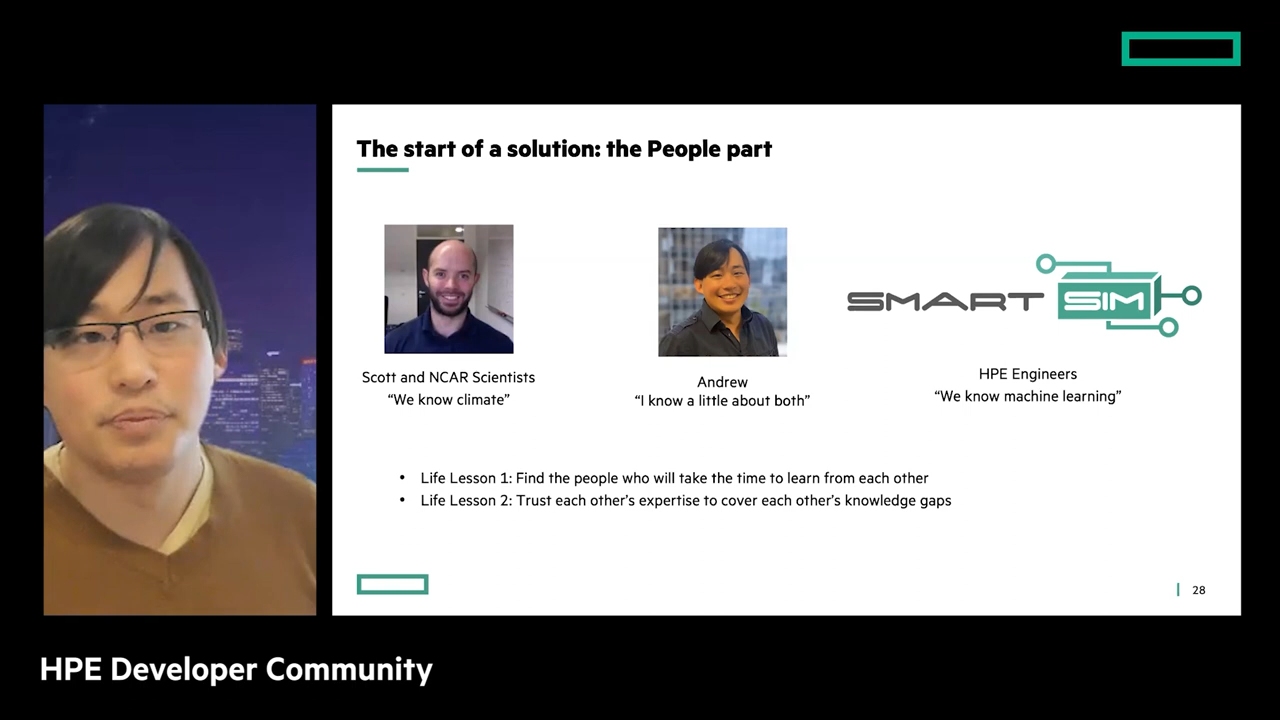 The start of a solution: the People part
SMART SIM
Scott and NCAR Scientists
“We know climate”
Andrew
“I know a little about both”
HPE Engineers
“We know machine learning”
• Life Lesson 1: Find the people who will take the time to learn from each other
• Life Lesson 2: Trust each other’s expertise to cover each other’s knowledge gaps
28
HPE Developer Community